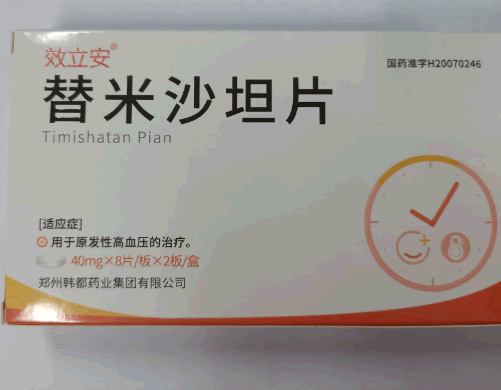 效立安®
国药准字H20070246
替米沙坦片
Timishatan Pian
[适应症]
用于原发性高血压的治疗。
40mg×8片/板×2板/盒
郑州韩都药业集团有限公司